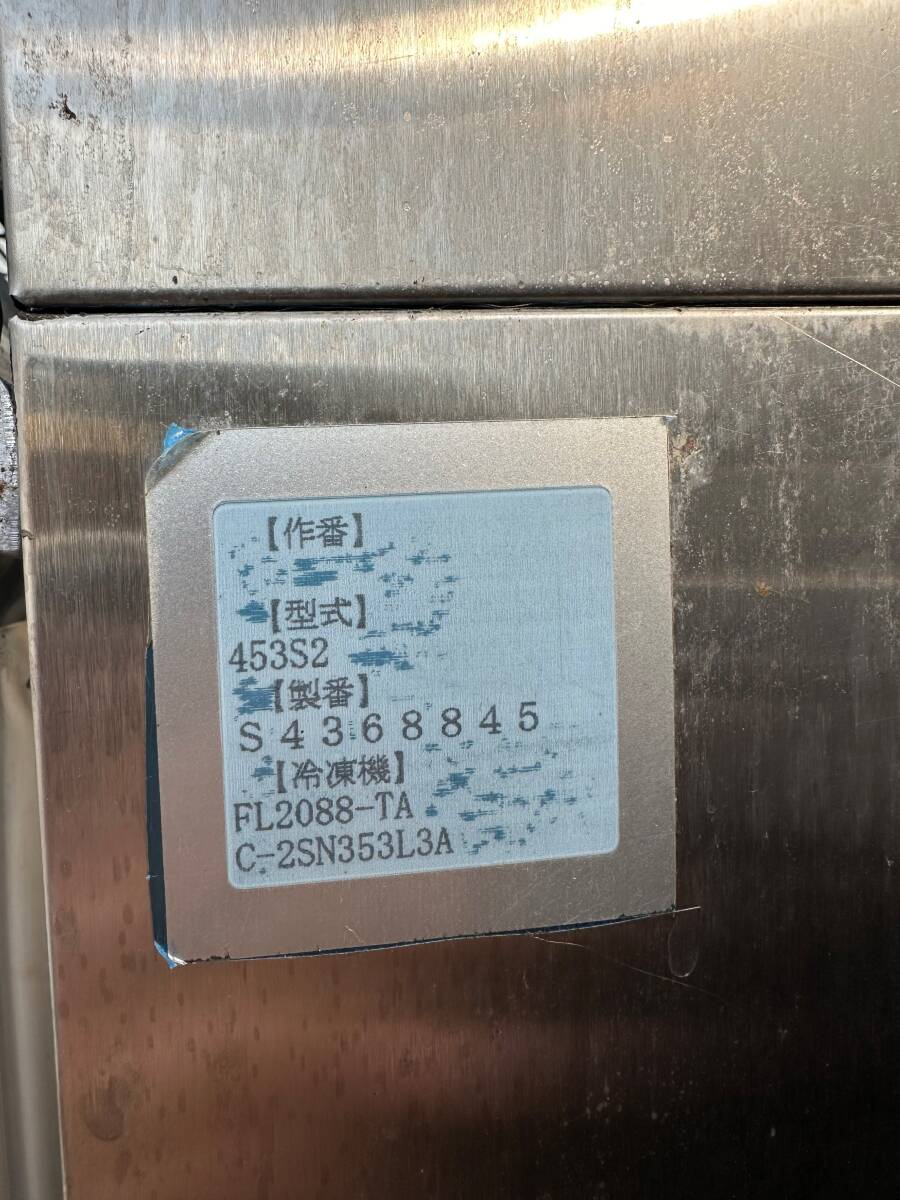 【作番】
【型式】
453S2
【製番】
S4368845
【冷凍機】
FL2088-TA
C-2SN353L3A